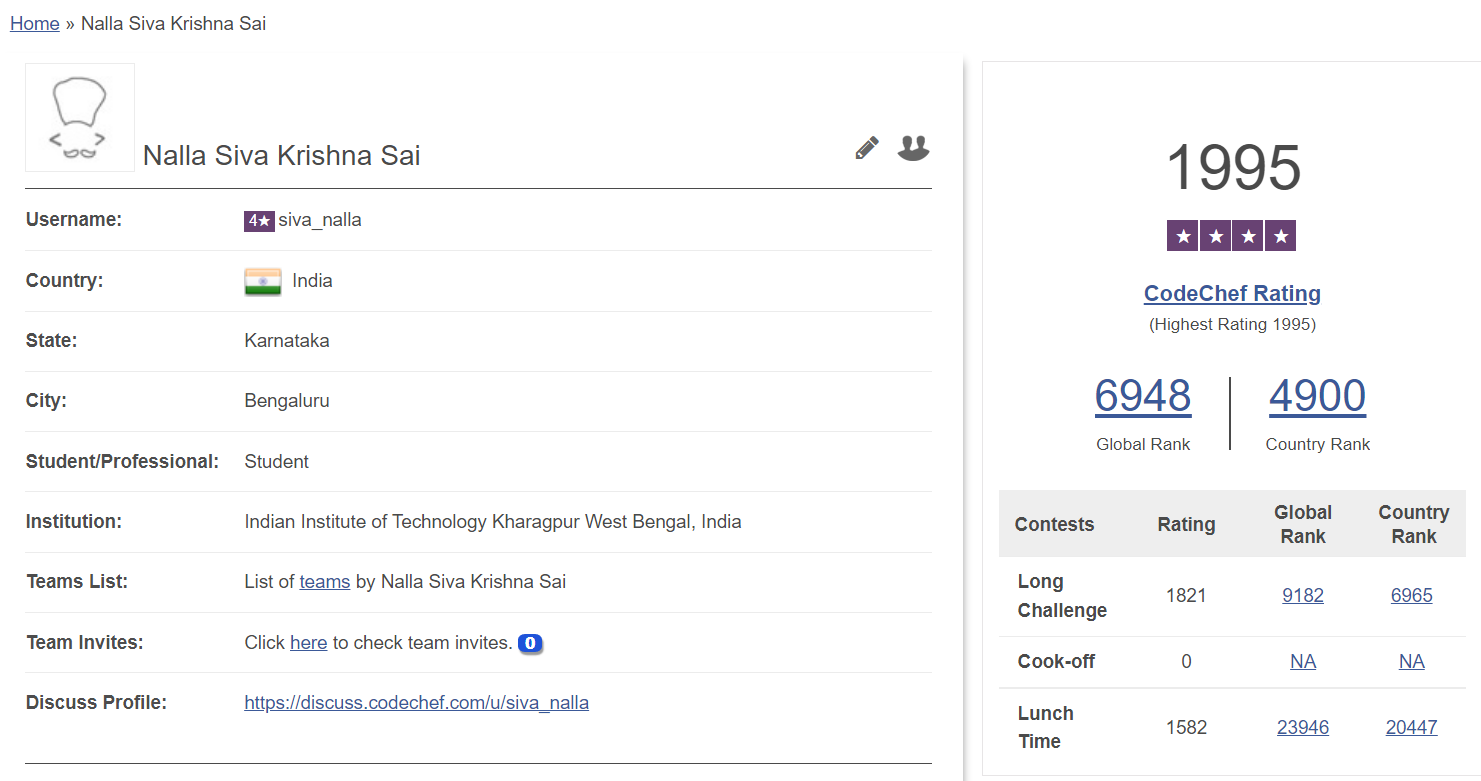 Home » Nalla Siva Krishna Sai
Nalla Siva Krishna Sai
Username: 4★ siva_nalla
Country: India
State: Karnataka
City: Bengaluru
Student/Professional: Student
Institution: Indian Institute of Technology Kharagpur West Bengal, India
Teams List: List of teams by Nalla Siva Krishna Sai
Team Invites: Click here to check team invites. 0
Discuss Profile: https://discuss.codechef.com/u/siva_nalla
1995
★ ★ ★ ★
CodeChef Rating
(Highest Rating 1995)
6948 4900
Global Rank Country Rank
Contests Rating Global Rank Country Rank
Long Challenge 1821 9182 6965
Cook-off 0 NA NA
Lunch Time 1582 23946 20447